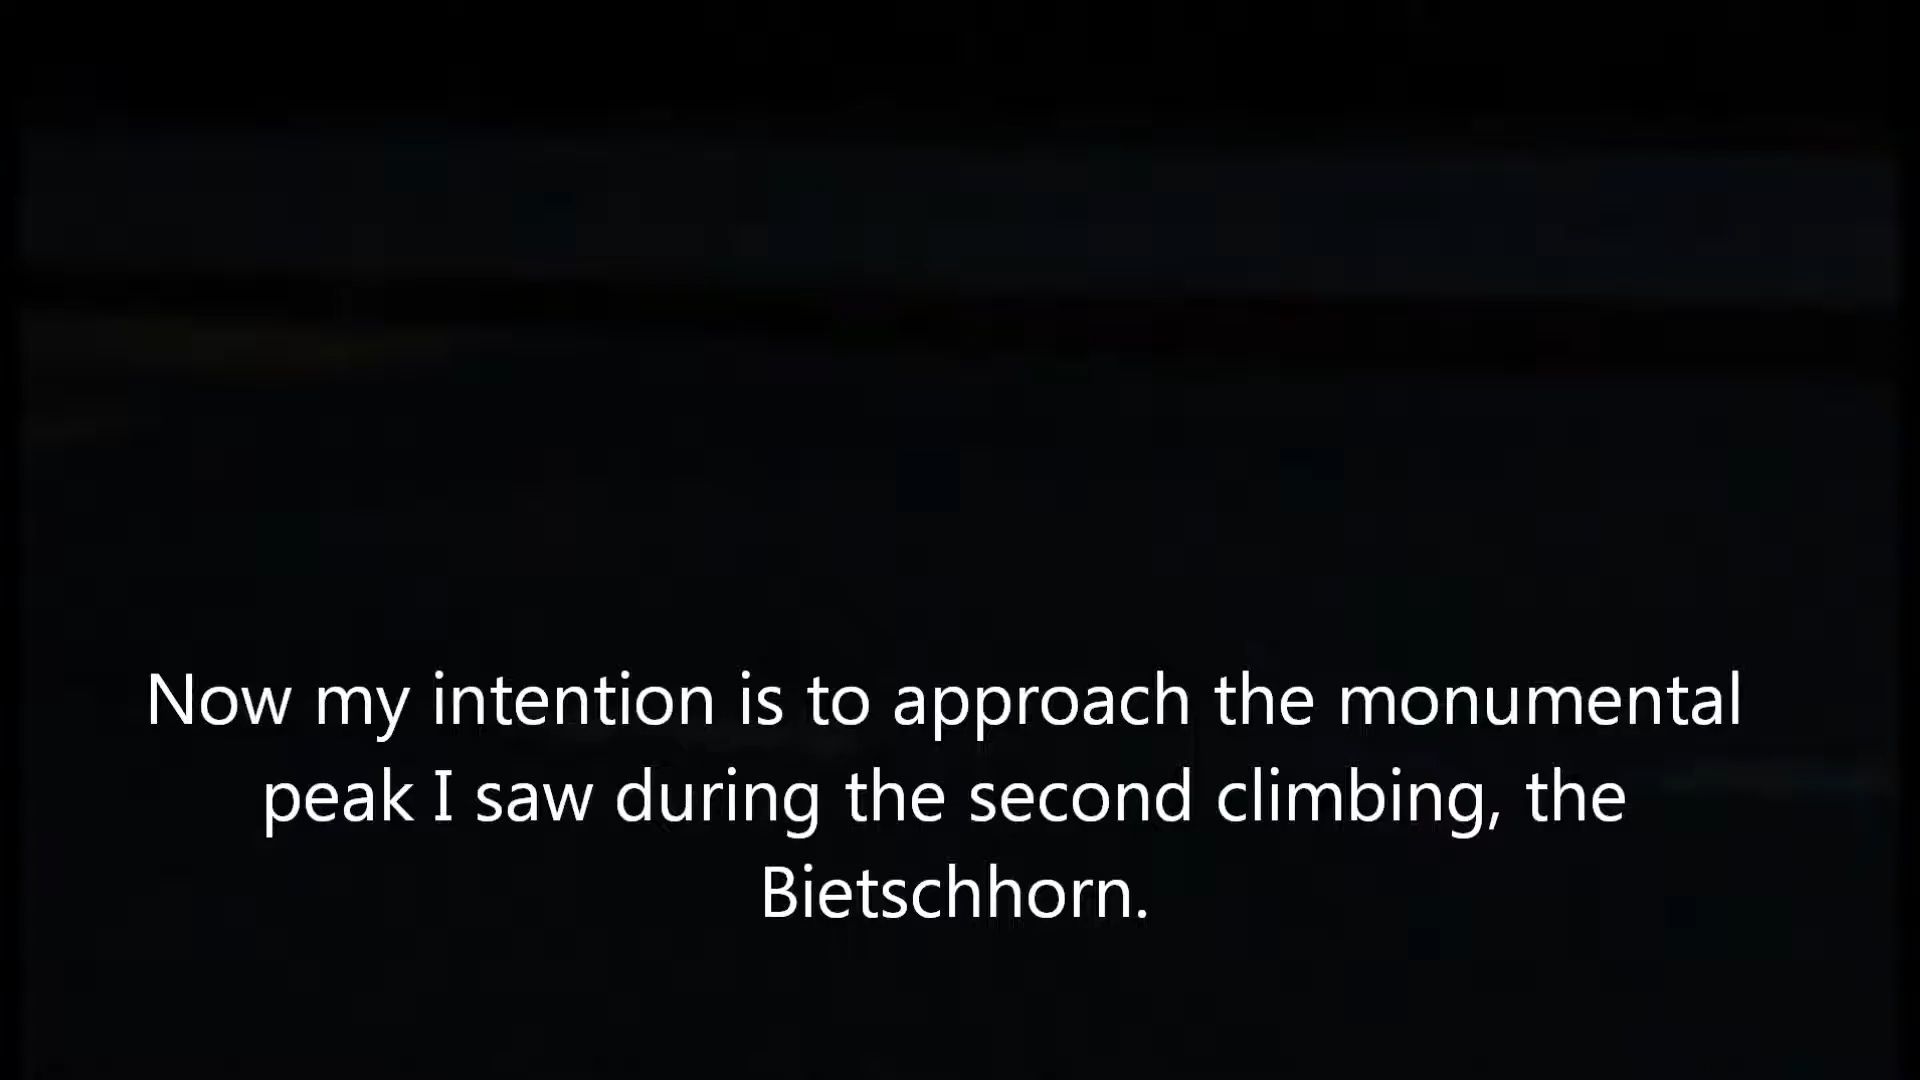 Now my intention is to approach the monumental
peak I saw during the second climbing, the
Bietschhorn.